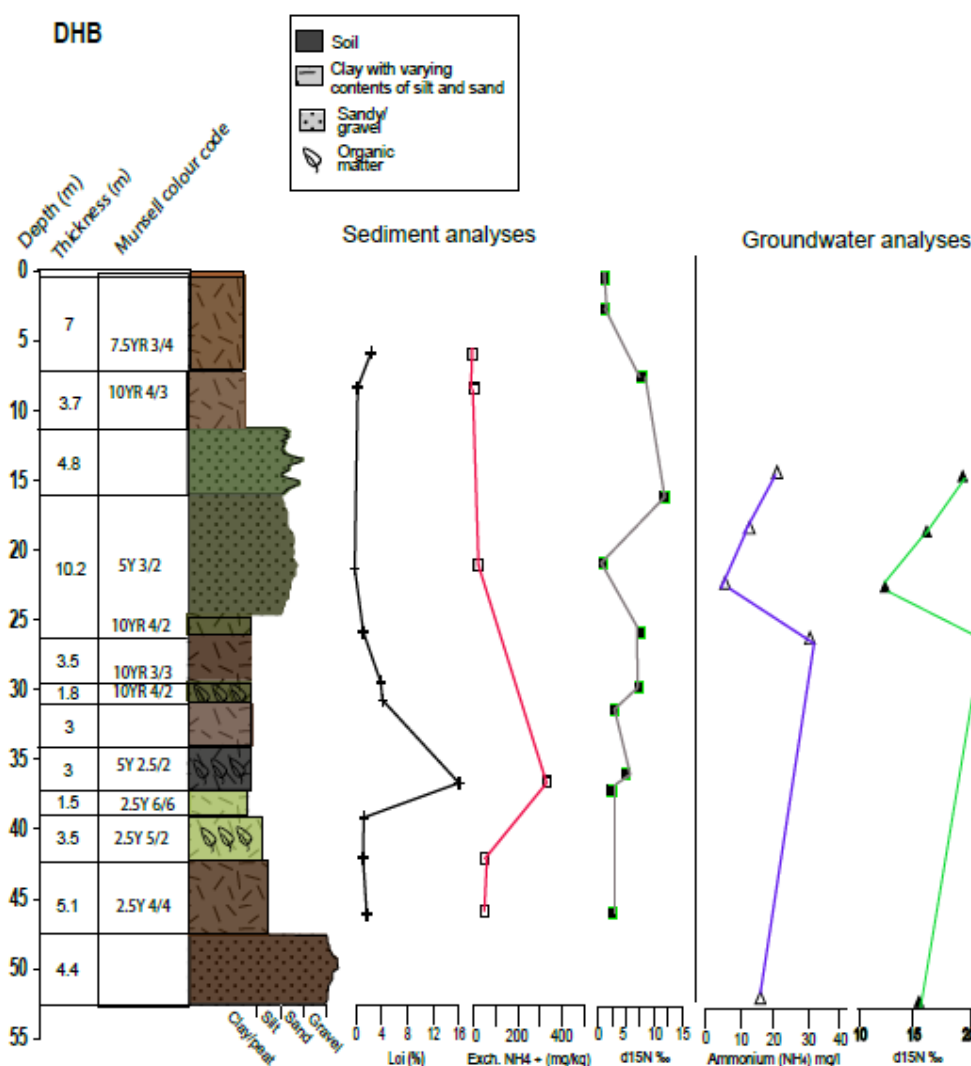 DHB
Soil
Clay with varying
contents of silt and sand
Sandy/
gravel
Organic
matter
Depth (m)
Thickness (m)
Munsell colour code
Sediment analyses
Groundwater analyses
0
5
10
15
20
25
30
35
40
45
50
55
7
3.7
4.8
10.2
3.5
1.8
3
3
1.5
3.5
5.1
4.4
7.5YR 3/4
10YR 4/3
5Y 3/2
10YR 4/2
10YR 3/3
10YR 4/2
5Y 2.5/2
2.5Y 6/6
2.5Y 5/2
2.5Y 4/4
Clay/peat
Silt
Sand
Gravel
0 4 8 12 16
Loi (%)
0 200 400
Exch. NH4 + (mg/kg)
0 5 10 15
d15N ‰
0 10 20 30 40
Ammonium (NH4) mg/l
10 15 20
d15N ‰